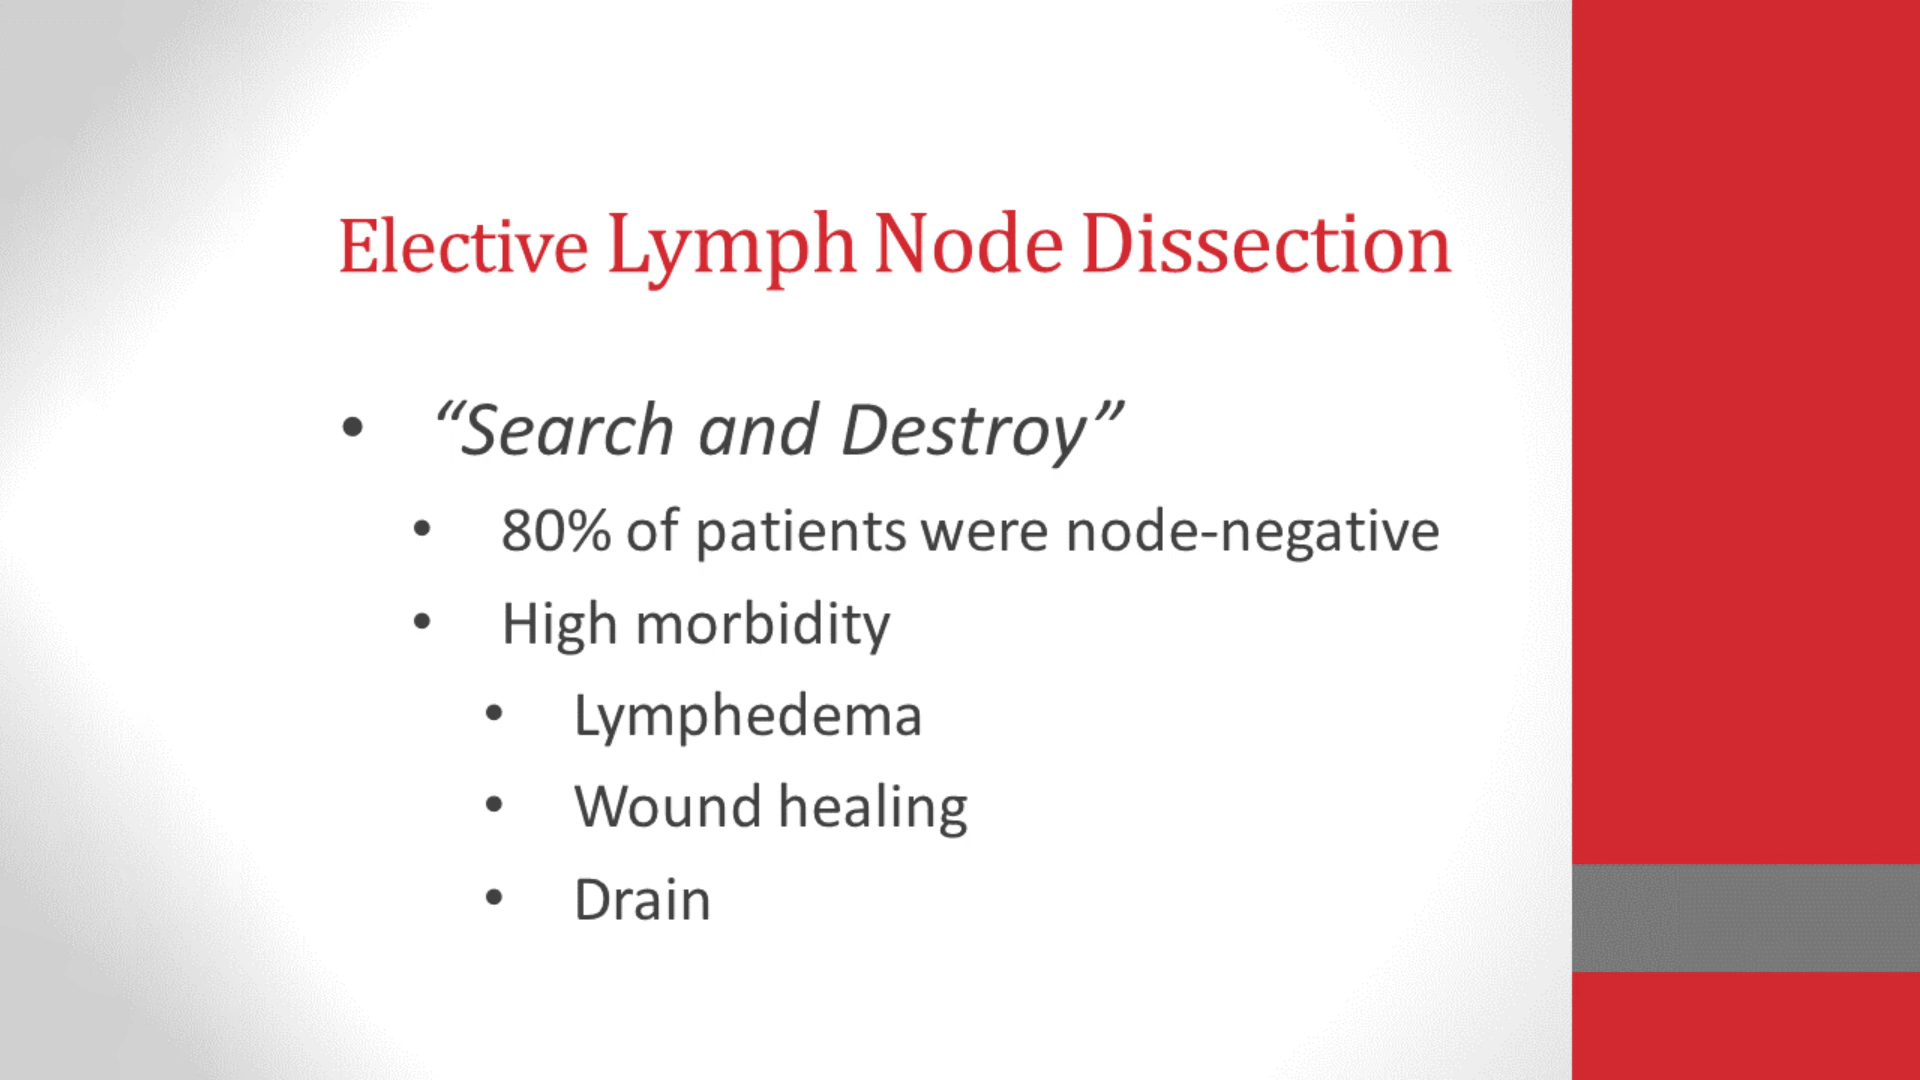 Elective Lymph Node Dissection
• “Search and Destroy”
• 80% of patients were node-negative
• High morbidity
• Lymphedema
• Wound healing
• Drain